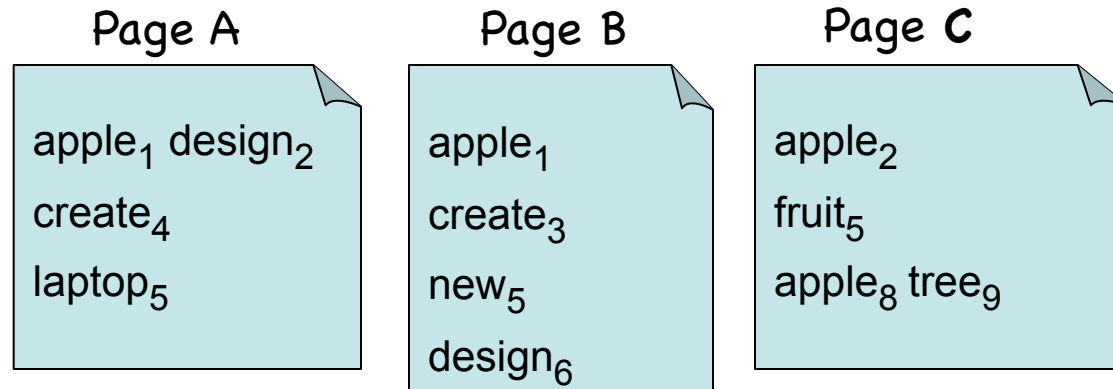 Page A
apple₁ design₂
create₄
laptop₅
Page B
apple₁
create₃
new₅
design₆
Page C
apple₂
fruit₅
apple₈ tree₉